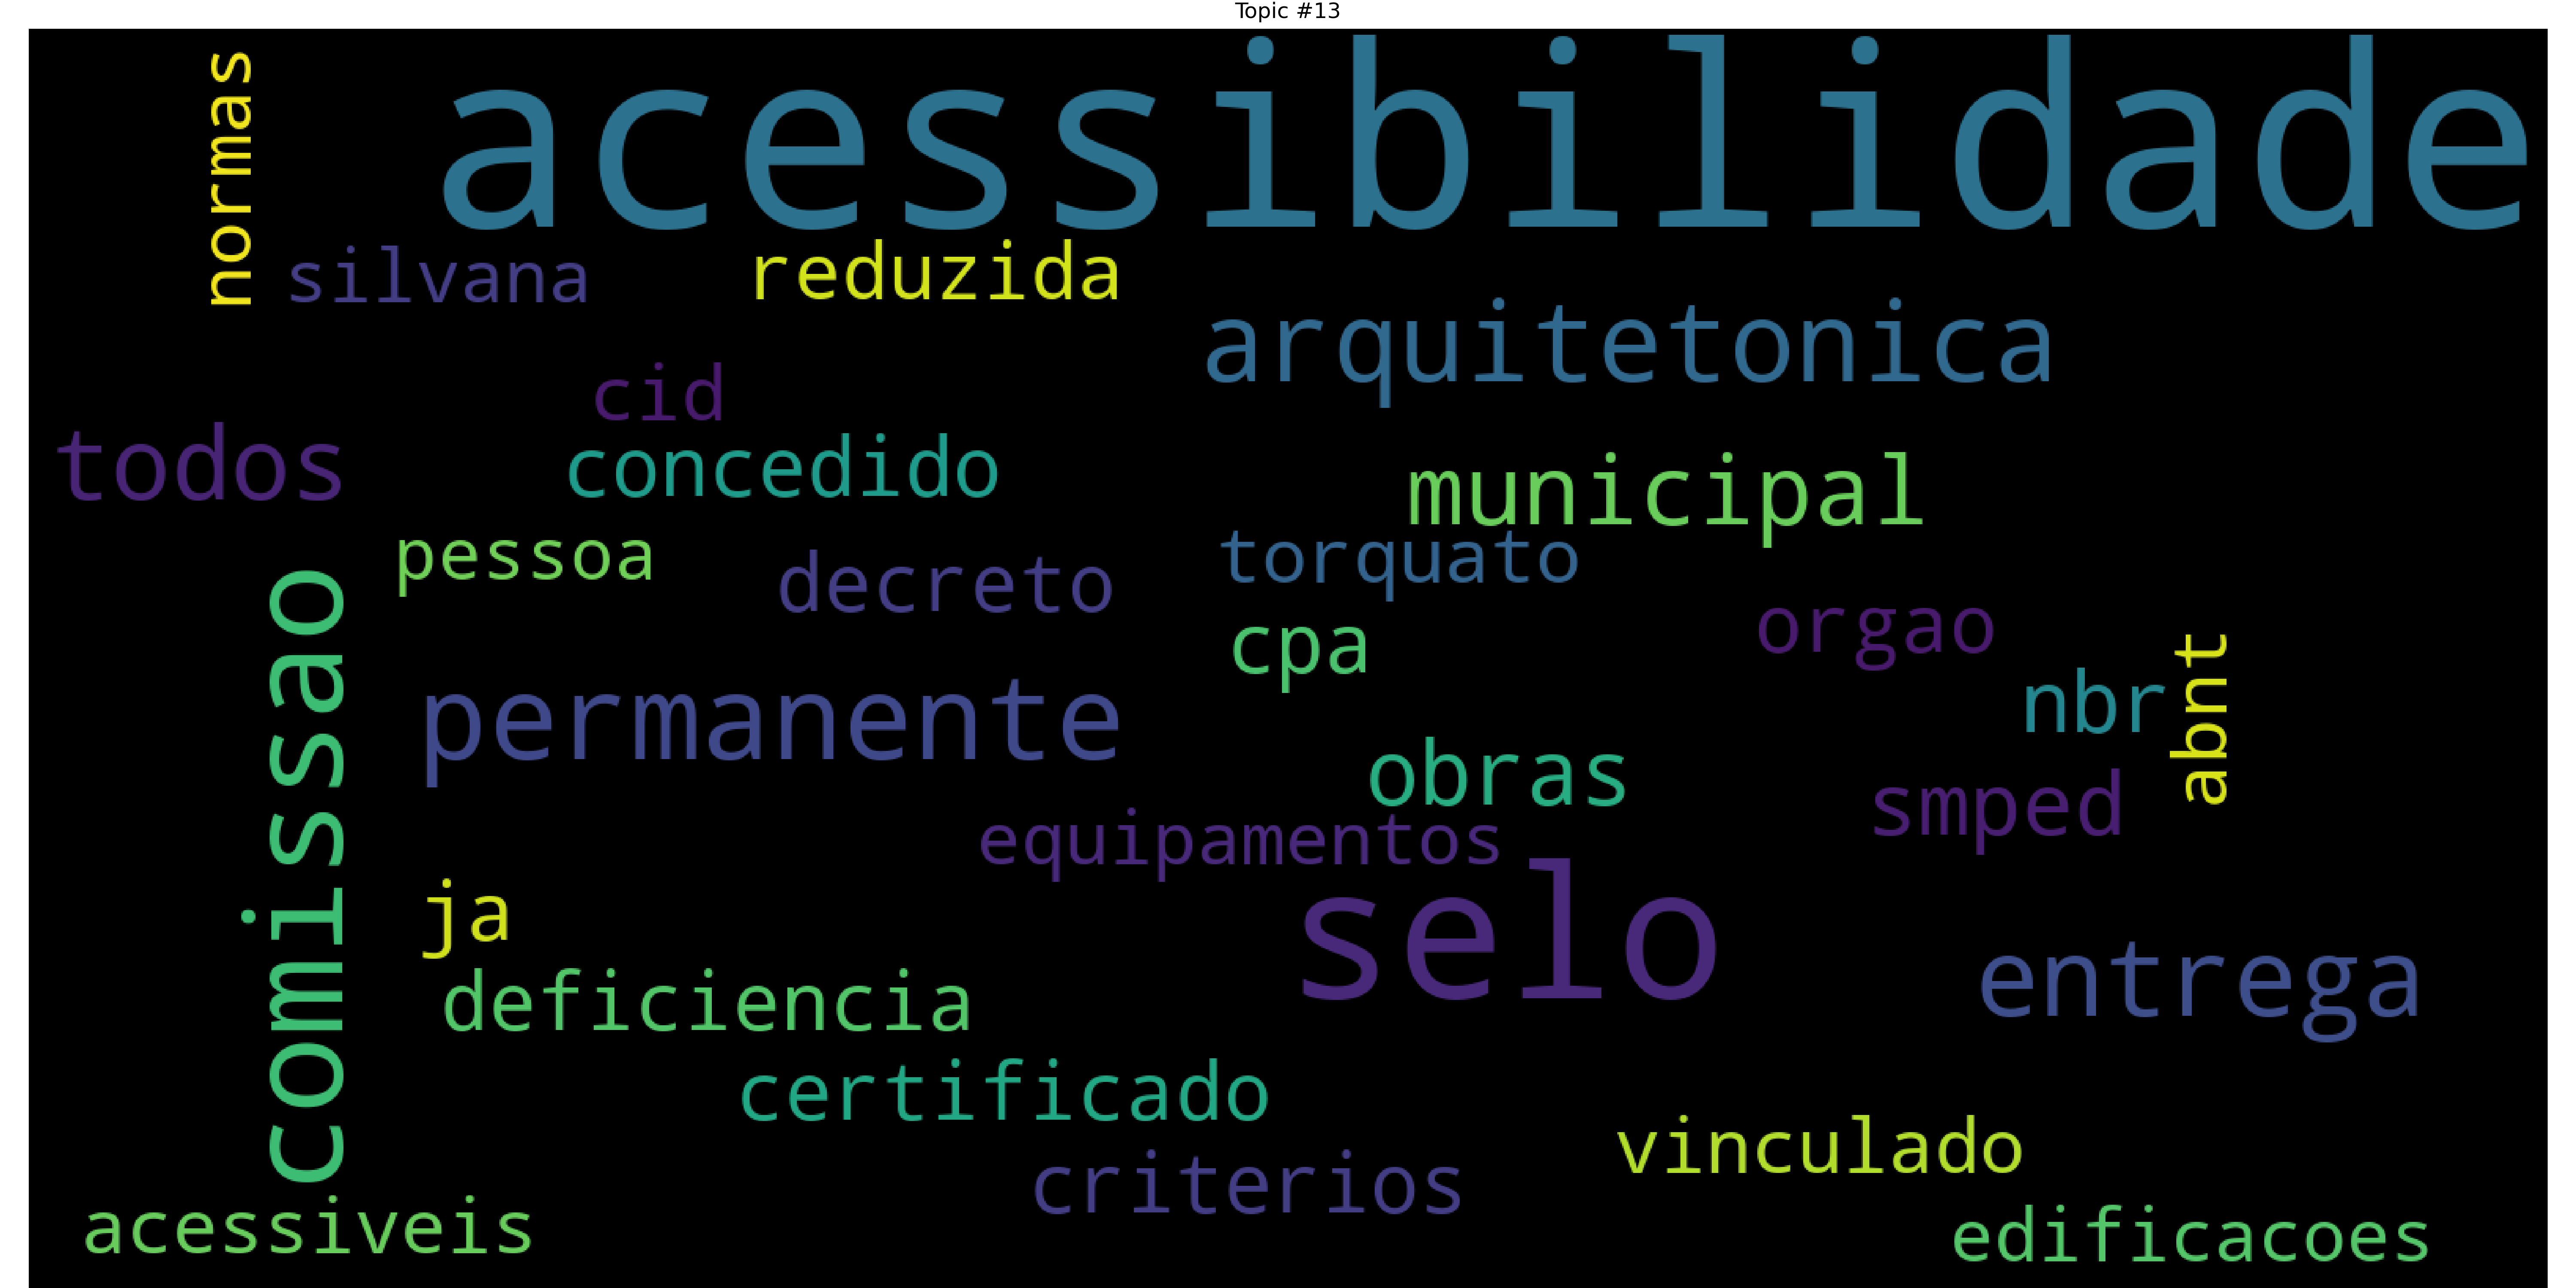 Topic #13
acessibilidade
normas
silvana
reduzida
arquitetonica
cid
todos
concedido
municipal
pessoa
decreto
torquato
cpa
orgao
abnt
nbr
comissao
permanente
obras
smped
equipamentos
ja
selo
entrega
deficiencia
certificado
vinculado
criterios
acessiveis
edificacoes